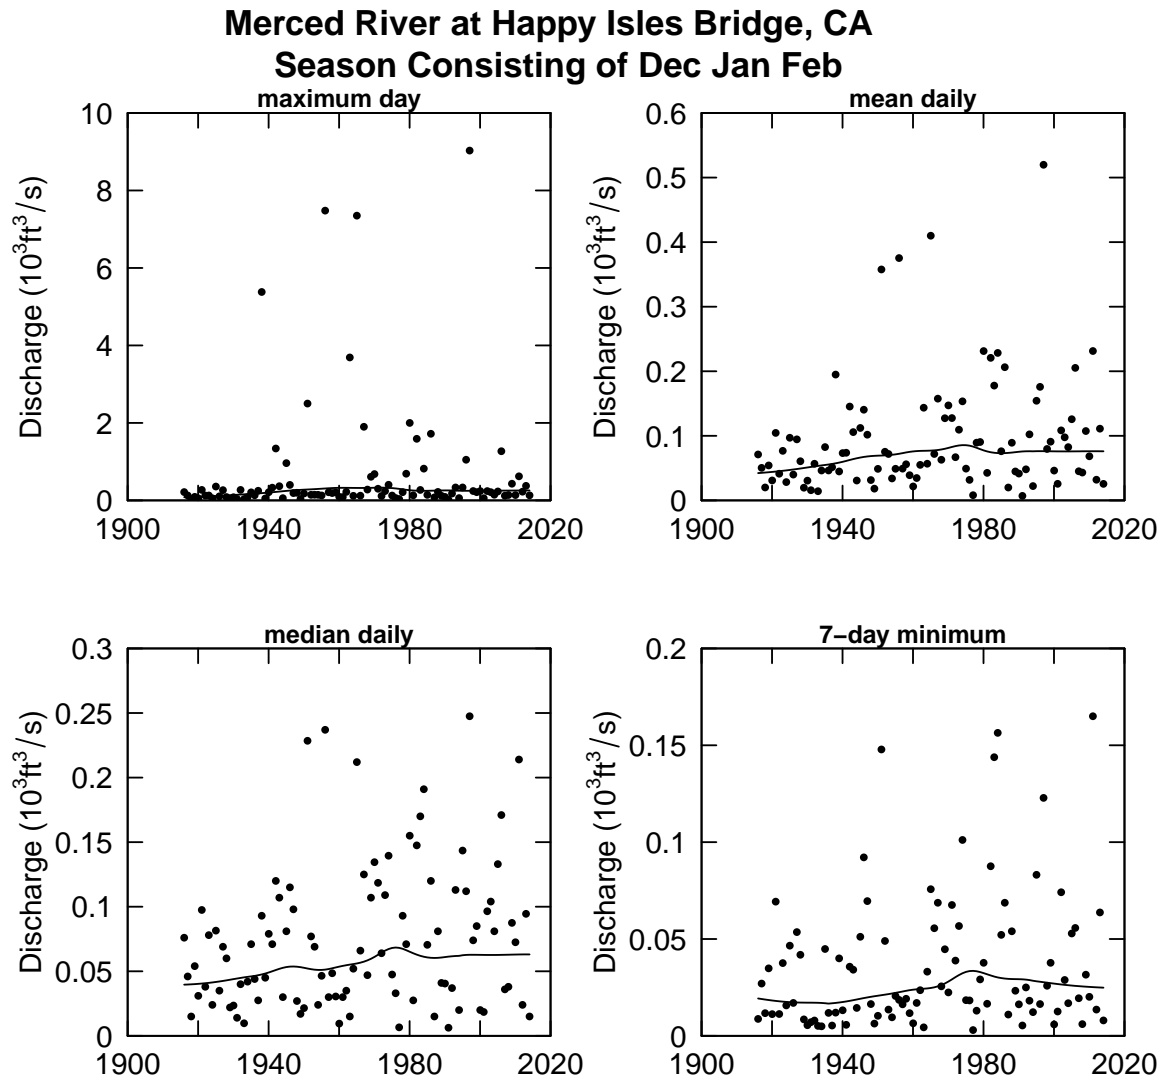 Merced River at Happy Isles Bridge, CA
Season Consisting of Dec Jan Feb
maximum day
Discharge (10³ft³/s)
10
8
6
4
2
0
1900 1940 1980 2020
mean daily
Discharge (10³ft³/s)
0.6
0.5
0.4
0.3
0.2
0.1
0
1900 1940 1980 2020
median daily
Discharge (10³ft³/s)
0.3
0.25
0.2
0.15
0.1
0.05
0
1900 1940 1980 2020
7−day minimum
Discharge (10³ft³/s)
0.2
0.15
0.1
0.05
0
1900 1940 1980 2020